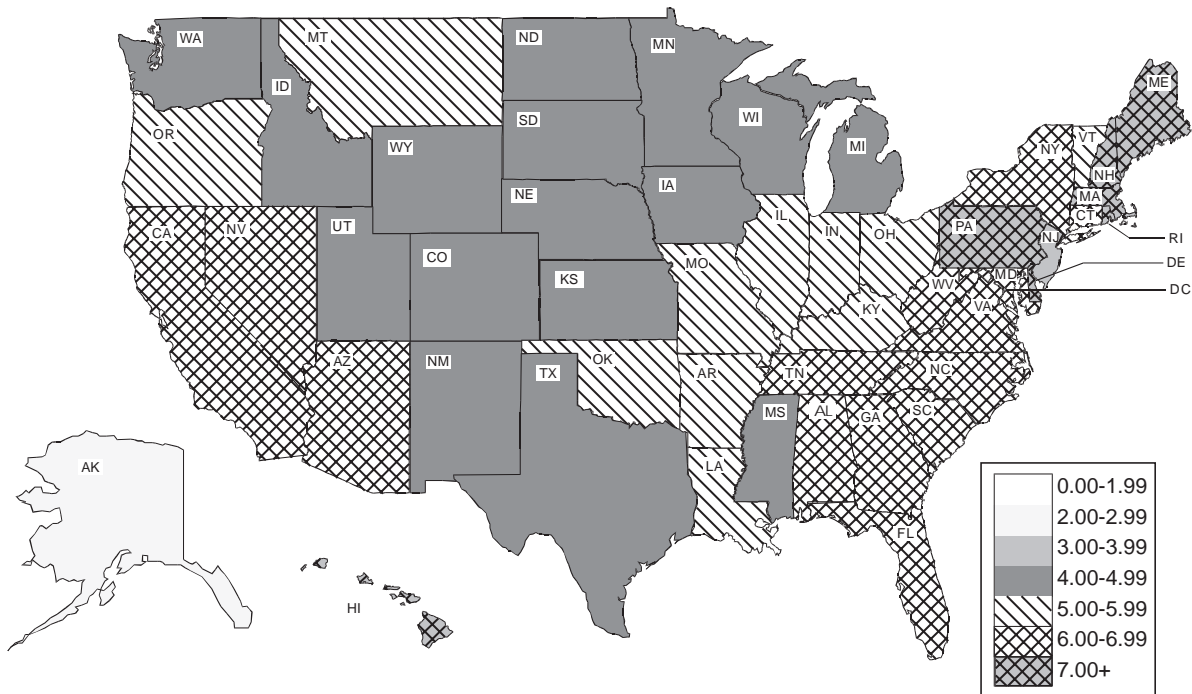 WA
MT
ND
MN
ID
OR
SD
WY
WI
MI
ME
VT
NY
NH
MA
CT
RI
NE
IA
IL
IN
OH
PA
NJ
DE
DC
CA
NV
UT
CO
KS
MO
WV
MD
VA
KY
AZ
NM
OK
TX
AR
TN
NC
SC
MS
AL
GA
LA
FL
AK
HI
0.00-1.99
2.00-2.99
3.00-3.99
4.00-4.99
5.00-5.99
6.00-6.99
7.00+